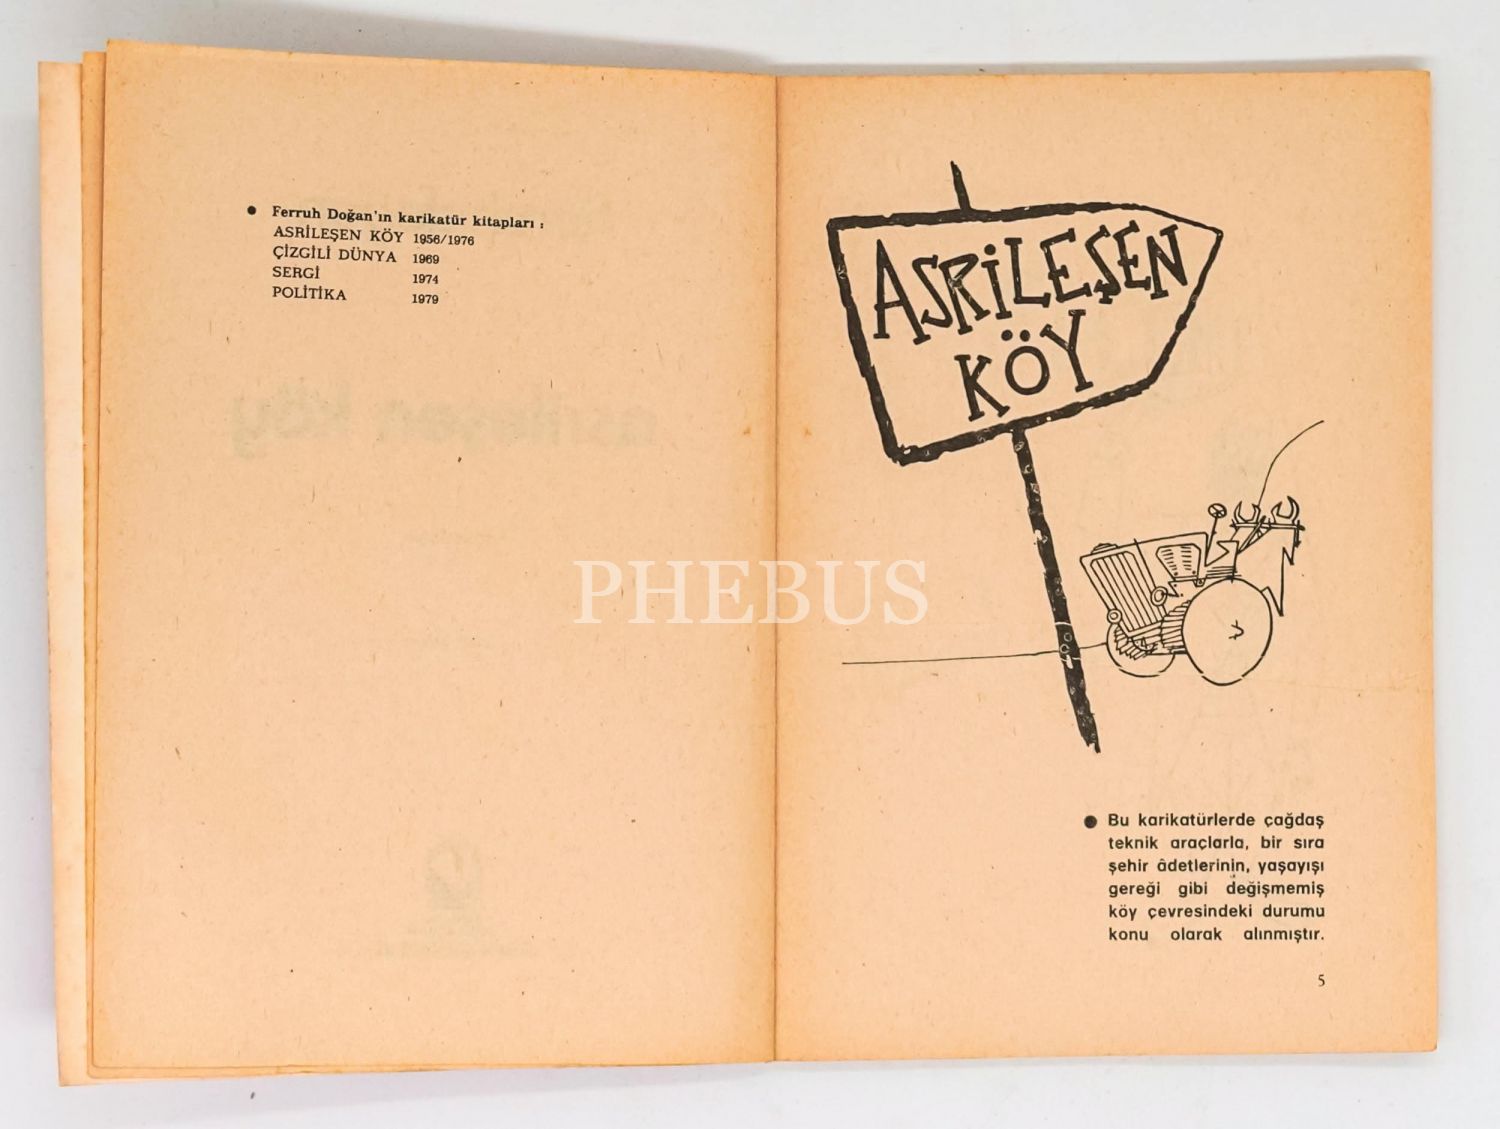 Ferruh Doğan'ın karikatür kitapları :
ASRİLEŞEN KÖY 1956/1976
ÇİZGİLİ DÜNYA 1969
SERGİ 1974
POLİTİKA 1979
ASRİLEŞEN
KÖY
PHEBUS
Bu karikatürlerde çağdaş
teknik araçlarla, bir sıra
şehir âdetlerinin, yaşayışı
gereği gibi değişmemiş
köy çevresindeki durumu
konu olarak alınmıştır.
5